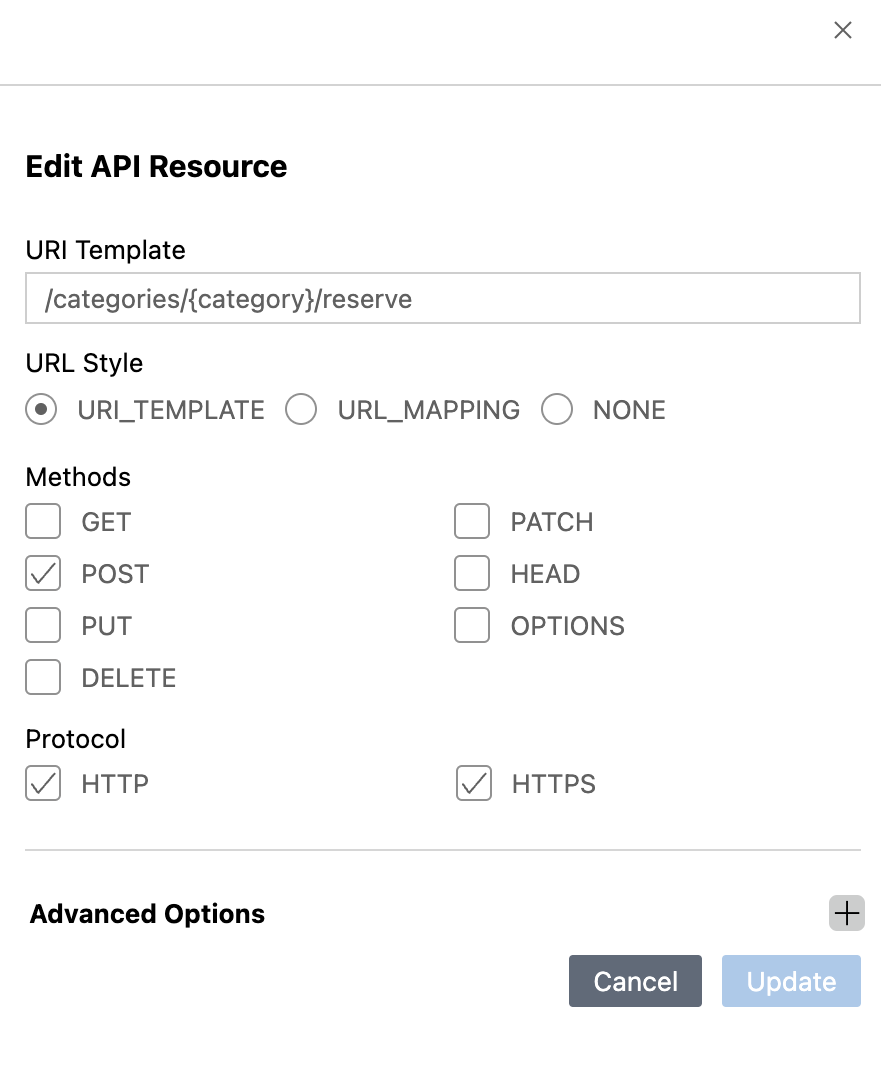 Edit API Resource
URI Template
/categories/{category}/reserve
URL Style
URI_TEMPLATE URL_MAPPING NONE
Methods
GET PATCH
POST HEAD
PUT OPTIONS
DELETE
Protocol
HTTP HTTPS
Advanced Options
Cancel Update